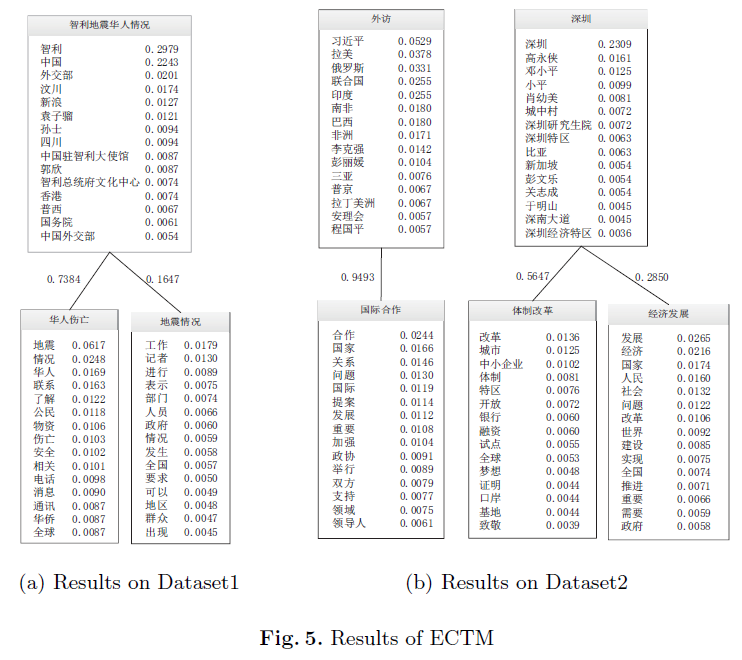 智利地震华人情况
智利 0.2979
中国 0.2243
外交部 0.0201
汶川 0.0174
新浪 0.0127
袁子骝 0.0121
孙士 0.0094
四川 0.0094
中国驻智利大使馆 0.0087
郭欣 0.0087
智利总统府文化中心 0.0074
香港 0.0074
普西 0.0067
国务院 0.0061
中国外交部 0.0054
0.7384
0.1647
华人伤亡
地震 0.0617
情况 0.0248
华人 0.0169
联系 0.0163
了解 0.0122
公民 0.0118
物资 0.0106
伤亡 0.0103
安全 0.0102
相关 0.0101
电话 0.0098
消息 0.0090
通讯 0.0087
华侨 0.0087
全球 0.0087
地震情况
工作 0.0179
记者 0.0130
进行 0.0089
表示 0.0075
部门 0.0074
人员 0.0066
政府 0.0060
情况 0.0059
发生 0.0058
全国 0.0057
要求 0.0050
可以 0.0049
地区 0.0048
群众 0.0047
出现 0.0045
(a) Results on Dataset1
外访
习近平 0.0529
拉美 0.0378
俄罗斯 0.0331
联合国 0.0255
印度 0.0255
南非 0.0180
巴西 0.0180
非洲 0.0171
李克强 0.0142
彭丽媛 0.0104
三亚 0.0076
普京 0.0067
拉丁美洲 0.0067
安理会 0.0057
程国平 0.0057
0.9493
国际合作
合作 0.0244
国家 0.0166
关系 0.0146
问题 0.0130
国际 0.0119
提案 0.0114
发展 0.0112
重要 0.0108
加强 0.0104
政协 0.0091
举行 0.0089
双方 0.0079
支持 0.0077
领域 0.0075
领导人 0.0061
深圳
深圳 0.2309
高永侠 0.0161
邓小平 0.0125
小平 0.0099
肖幼美 0.0081
城中村 0.0072
深圳研究生院 0.0072
深圳特区 0.0063
比亚 0.0063
新加坡 0.0054
彭文乐 0.0054
关志成 0.0054
于明山 0.0045
深南大道 0.0045
深圳经济特区 0.0036
0.5647
0.2850
体制改革
改革 0.0136
城市 0.0125
中小企业 0.0102
体制 0.0081
特区 0.0076
开放 0.0072
银行 0.0060
融资 0.0060
试点 0.0055
全球 0.0053
梦想 0.0048
证明 0.0044
口岸 0.0044
基地 0.0044
致敬 0.0039
经济发展
发展 0.0265
经济 0.0216
国家 0.0174
人民 0.0160
社会 0.0132
问题 0.0122
改革 0.0106
世界 0.0092
建设 0.0085
实现 0.0075
全国 0.0074
推进 0.0071
重要 0.0066
需要 0.0059
政府 0.0058
(b) Results on Dataset2
Fig. 5. Results of ECTM